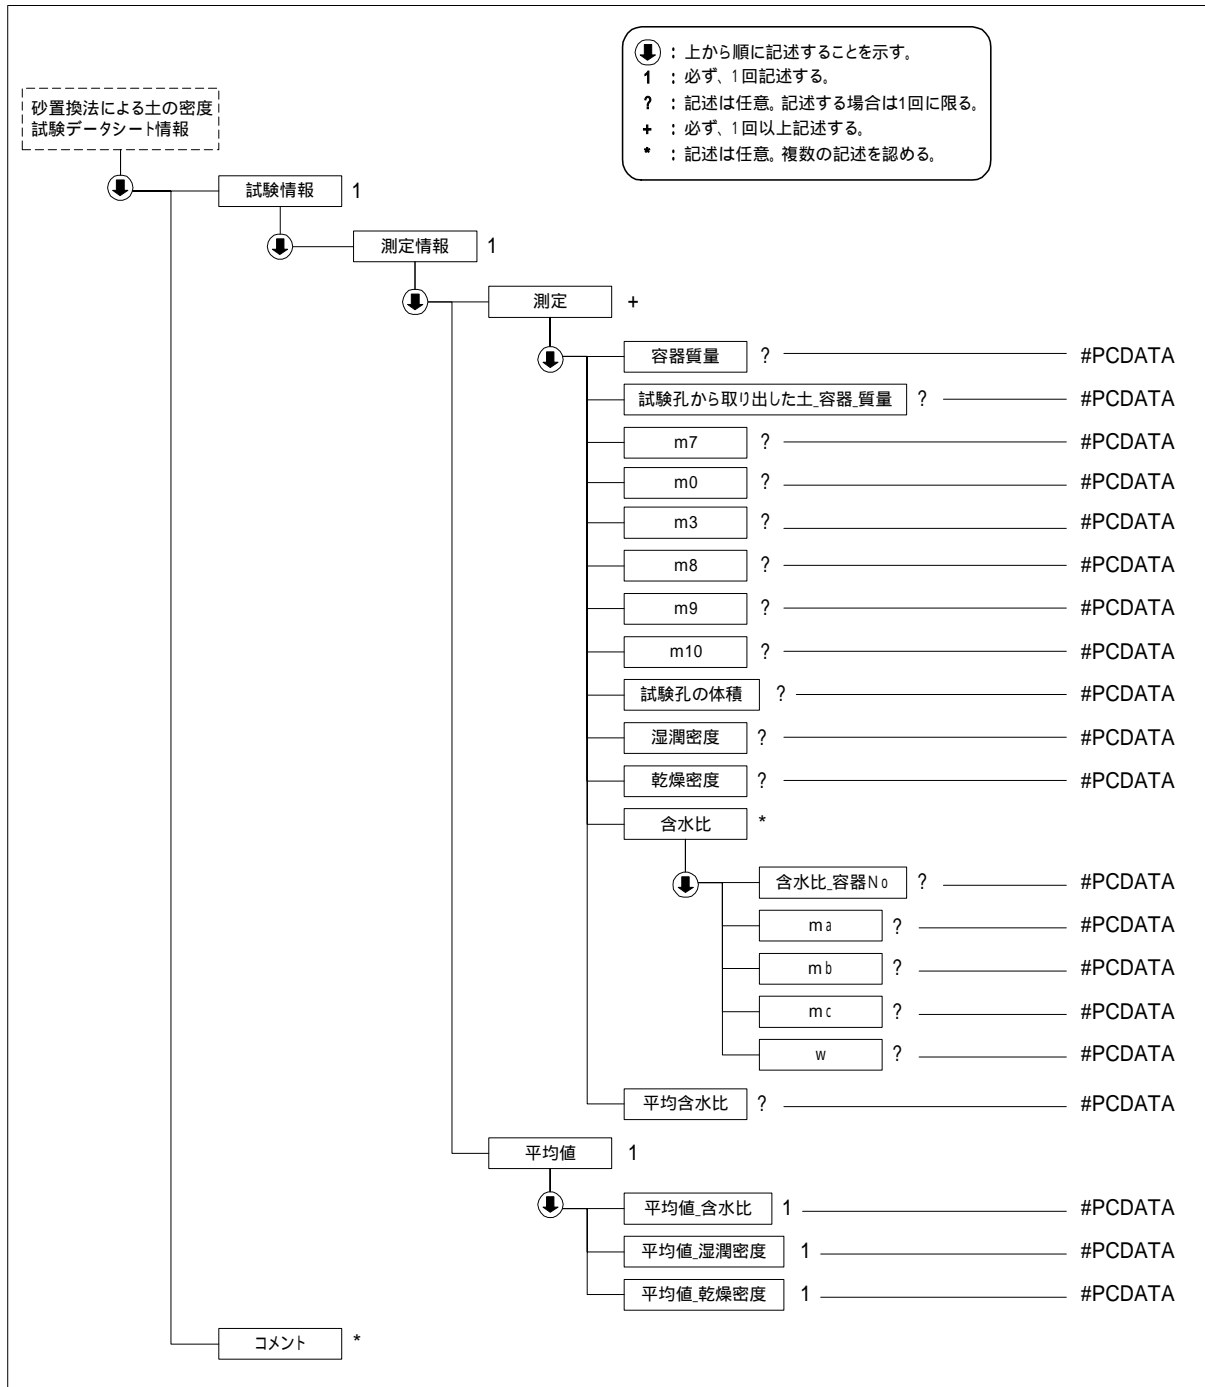 ： 上から順に記述することを示す。
1 ： 必ず、1回記述する。
? ： 記述は任意。記述する場合は1回に限る。
+ ： 必ず、1回以上記述する。
* ： 記述は任意。複数の記述を認める。
砂置換法による土の密度
試験データシート情報
試験情報 1
測定情報 1
測定 +
容器質量 ? #PCDATA
試験孔から取り出した土_容器_質量 ? #PCDATA
m7 ? #PCDATA
m0 ? #PCDATA
m3 ? #PCDATA
m8 ? #PCDATA
m9 ? #PCDATA
m10 ? #PCDATA
試験孔の体積 ? #PCDATA
湿潤密度 ? #PCDATA
乾燥密度 ? #PCDATA
含水比 *
含水比_容器No ? #PCDATA
ma ? #PCDATA
mb ? #PCDATA
mc ? #PCDATA
w ? #PCDATA
平均含水比 ? #PCDATA
平均値 1
平均値_含水比 1 #PCDATA
平均値_湿潤密度 1 #PCDATA
平均値_乾燥密度 1 #PCDATA
コメント *